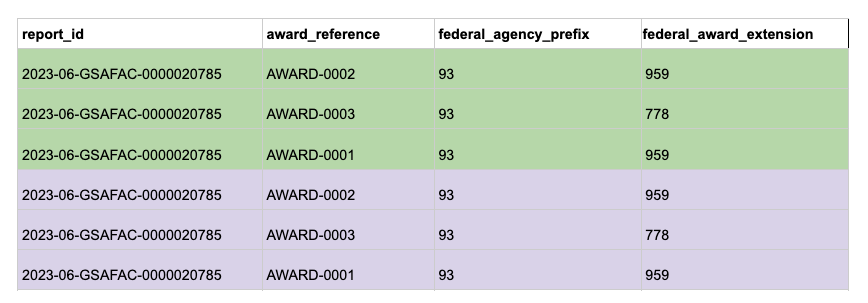 report_id award_reference federal_agency_prefix federal_award_extension
2023-06-GSAFAC-0000020785 AWARD-0002 93 959
2023-06-GSAFAC-0000020785 AWARD-0003 93 778
2023-06-GSAFAC-0000020785 AWARD-0001 93 959
2023-06-GSAFAC-0000020785 AWARD-0002 93 959
2023-06-GSAFAC-0000020785 AWARD-0003 93 778
2023-06-GSAFAC-0000020785 AWARD-0001 93 959